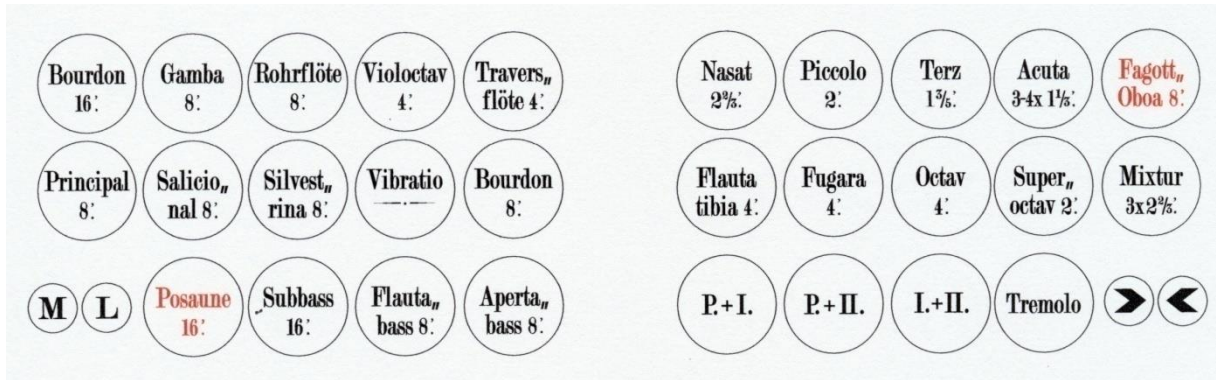 Bourdon
16'
Gamba
8'
Rohrflöte
8'
Violoctav
4'
Travers„
flöte 4'
Nasat
2⅔'
Piccolo
2'
Terz
1⅗'
Acuta
3-4x 1⅓'
Fagott„
Oboa 8'
Principal
8'
Salicio„
nal 8'
Silvest„
rina 8'
Vibratio
Bourdon
8'
Flauta
tibia 4'
Fugara
4'
Octav
4'
Super„
octav 2'
Mixtur
3x2⅔'
M
L
Posaune
16'
Subbass
16'
Flauta„
bass 8'
Aperta„
bass 8'
P.+I.
P.+II.
I.+II.
Tremolo